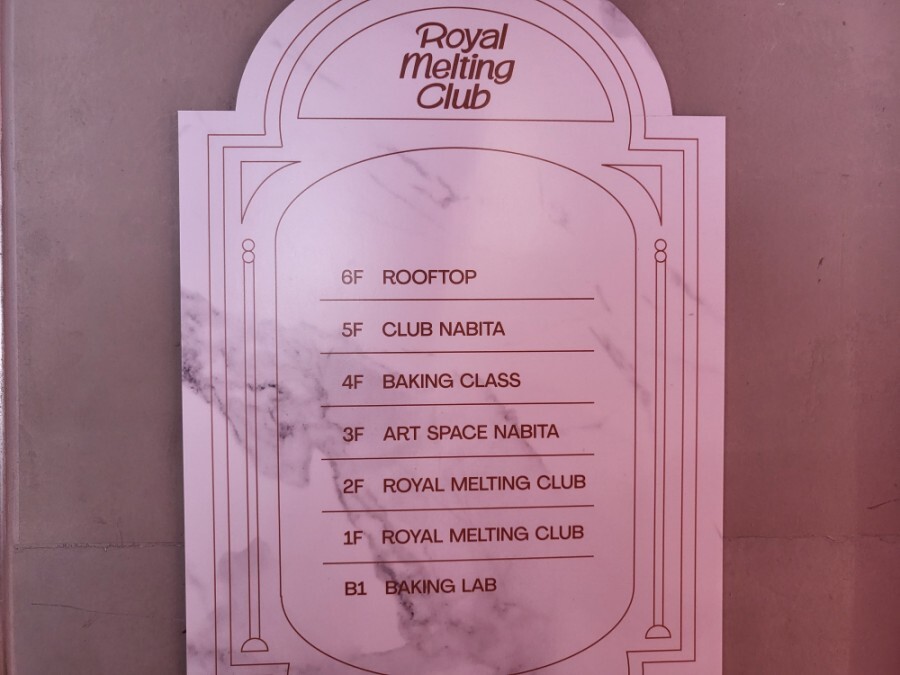 Royal
Melting
Club
6F ROOFTOP
5F CLUB NABITA
4F BAKING CLASS
3F ART SPACE NABITA
2F ROYAL MELTING CLUB
1F ROYAL MELTING CLUB
B1 BAKING LAB